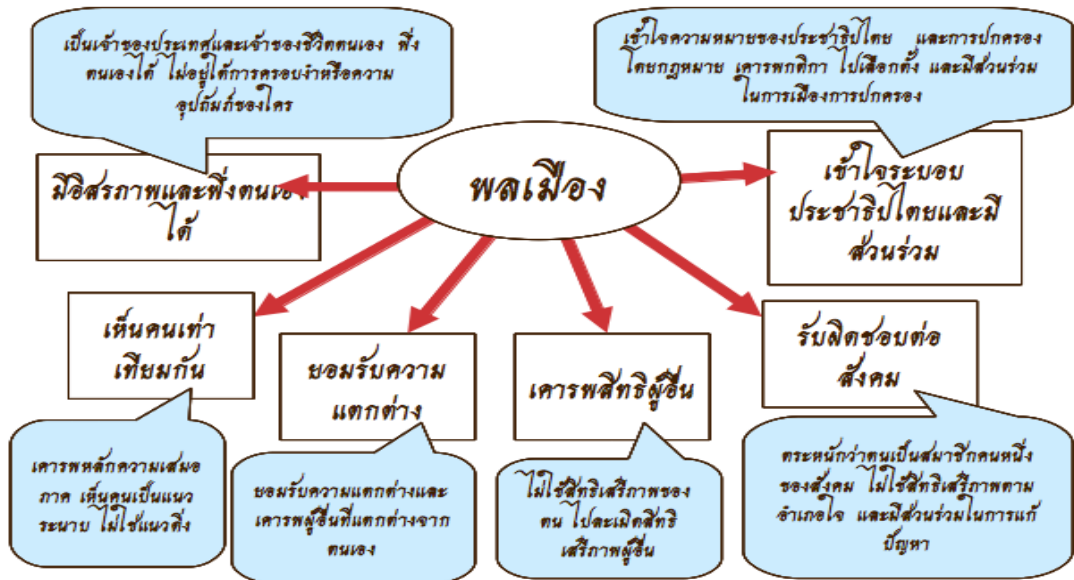 เป็นเจ้าของประเทศและเจ้าของชีวิตตนเอง พึ่ง
ตนเองได้ ไม่อยู่ใต้การครอบงำหรือความ
อุปถัมภ์ของใคร
เข้าใจความหมายของประชาธิปไตย และการปกครอง
โดยกฎหมาย เคารพกติกา ไปเลือกตั้ง และมีส่วนร่วม
ในการเมืองการปกครอง
พลเมือง
มีอิสรภาพและพึ่งตนเอง
ได้
เข้าใจระบอบ
ประชาธิปไตยและมี
ส่วนร่วม
เห็นคนเท่า
เทียมกัน
ยอมรับความ
แตกต่าง
เคารพสิทธิผู้อื่น
รับผิดชอบต่อ
สังคม
เคารพหลักความเสมอ
ภาค เห็นคนเป็นแนว
ระนาบ ไม่ใช่แนวดิ่ง
ยอมรับความแตกต่างและ
เคารพผู้อื่นที่แตกต่างจาก
ตนเอง
ไม่ใช้สิทธิเสรีภาพของ
ตน ไปละเมิดสิทธิ
เสรีภาพผู้อื่น
ตระหนักว่าตนเป็นสมาชิกคนหนึ่ง
ของสังคม ไม่ใช้สิทธิเสรีภาพตาม
อำเภอใจ และมีส่วนร่วมในการแก้
ปัญหา